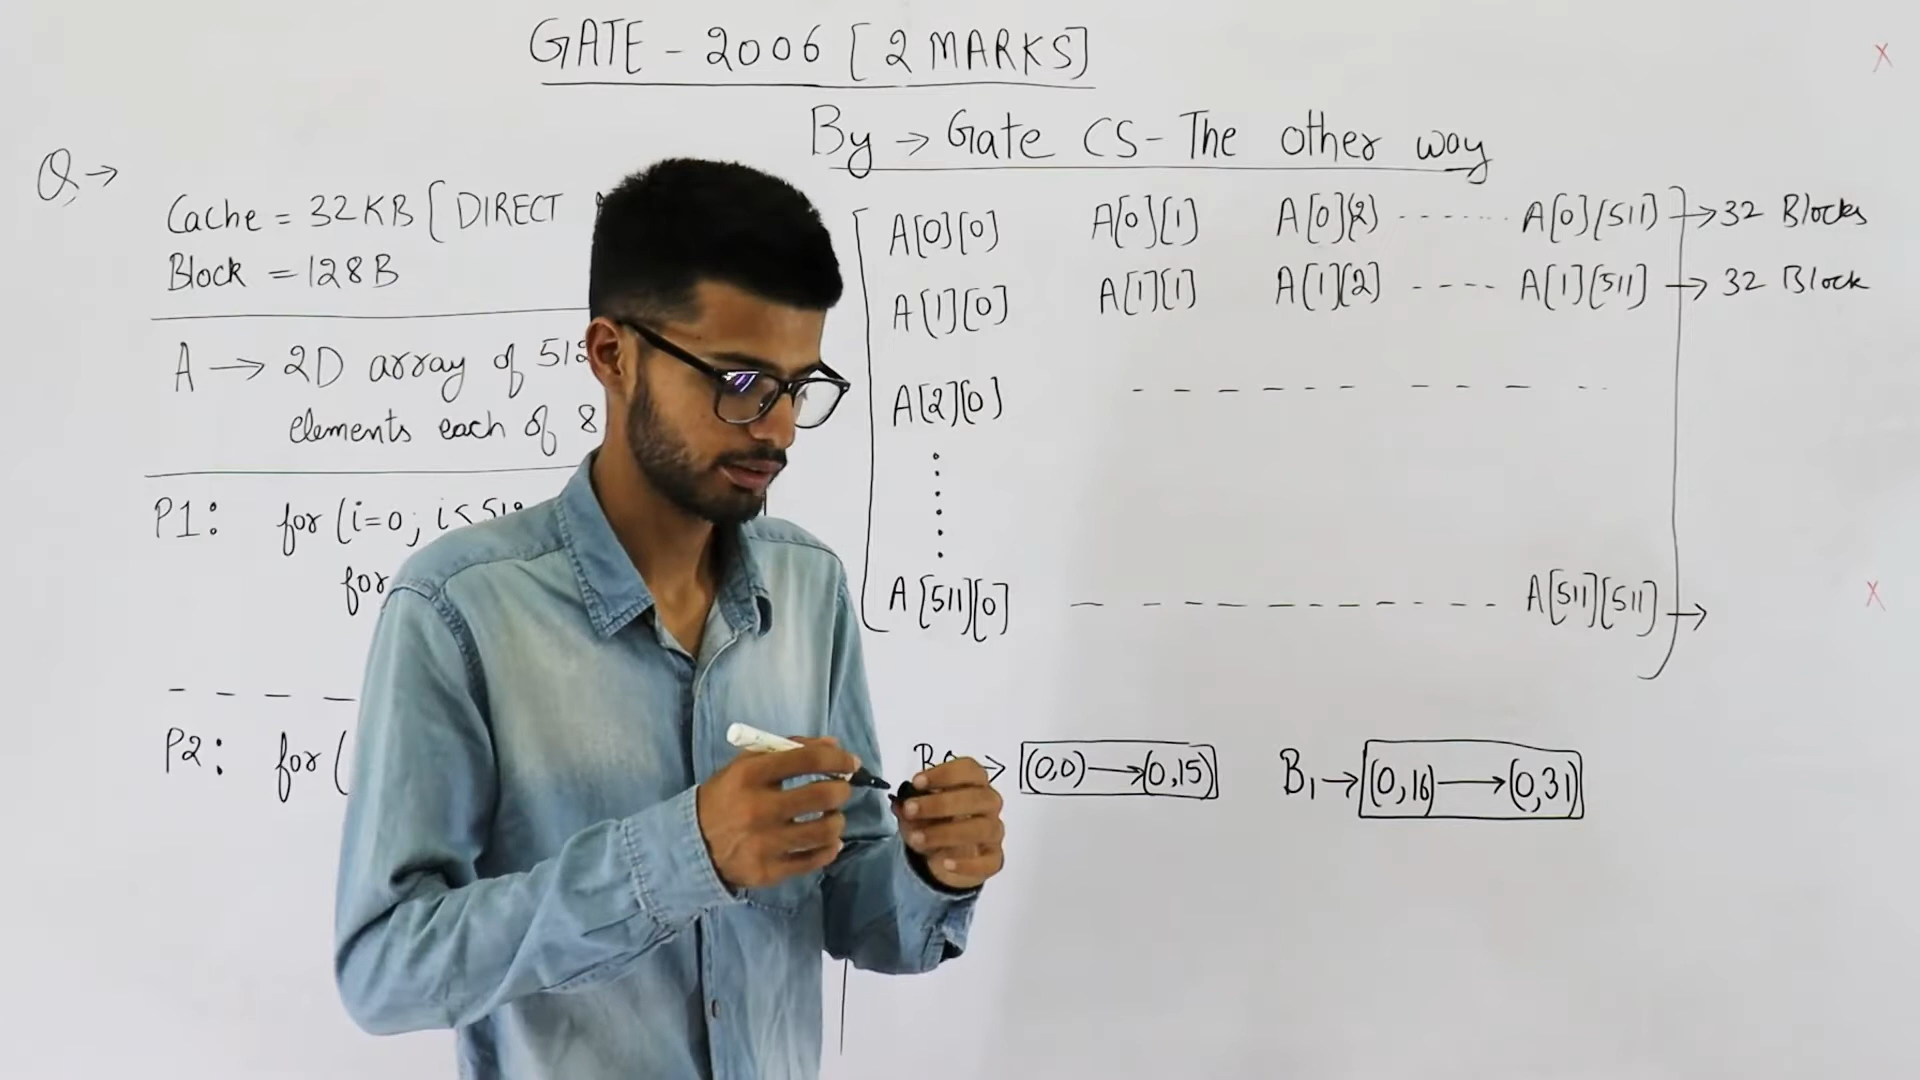 GATE - 2006 [2 MARKS]
By → Gate CS - The other way
Q →
Cache = 32 KB [DIRECT
Block = 128 B
A → 2D array of 512
elements each of 8
P1: for (i=0; i<512
for
P2: for (
A[0][0] A[0][1] A[0][2] ------- A[0][511] → 32 Blocks
A[1][0] A[1][1] A[1][2] ---- A[1][511] → 32 Block
A[2][0] - - - - - - - - - -
A[511][0] - - - - - - - - - - A[511][511] →
B0 → (0,0) → (0,15) B1 → (0,16) → (0,31)